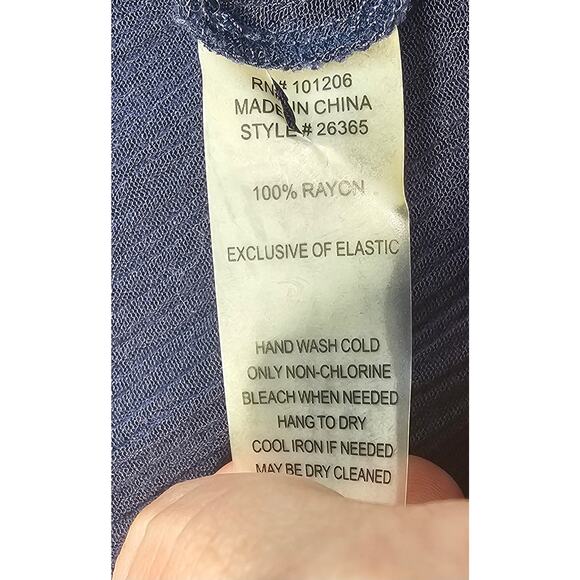 RN# 101206
MADE IN CHINA
STYLE# 26365
100% RAYON
EXCLUSIVE OF ELASTIC
HAND WASH COLD
ONLY NON-CHLORINE
BLEACH WHEN NEEDED
HANG TO DRY
COOL IRON IF NEEDED
MAY BE DRY CLEANED